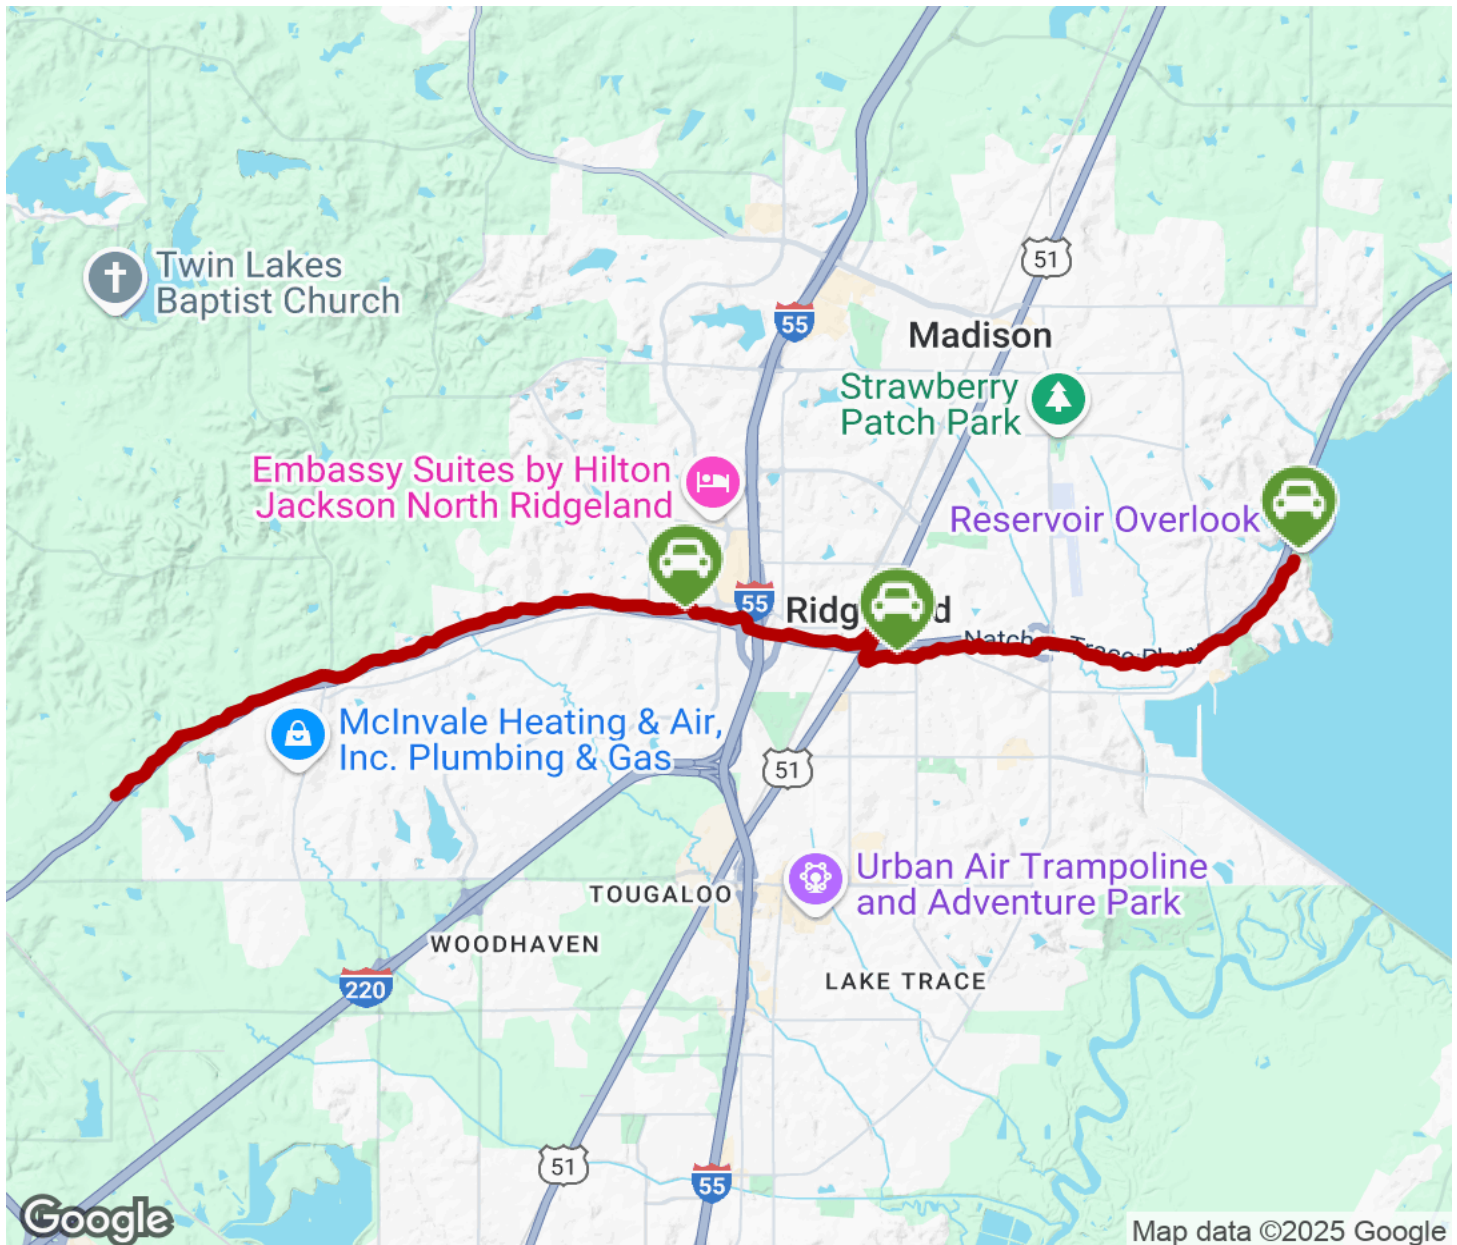 51
Twin Lakes
Baptist Church
55
Madison
Strawberry
Patch Park
Embassy Suites by Hilton
Jackson North Ridgeland
Reservoir Overlook
55
McInvale Heating & Air,
Inc. Plumbing & Gas
51
Urban Air Trampoline
and Adventure Park
TOUGALOO
WOODHAVEN
LAKE TRACE
220
51
55
Google
Map data ©2025 Google